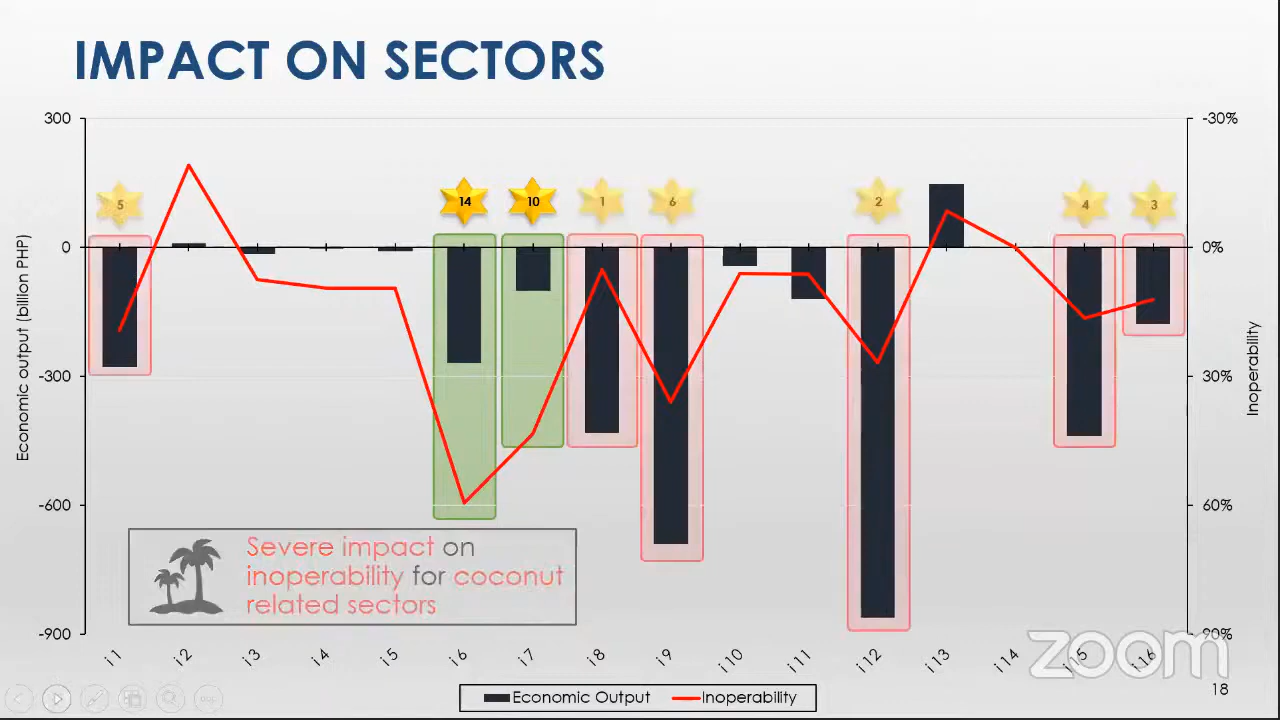 IMPACT ON SECTORS
300
-30%
5
14
10
1
6
2
4
3
0
0%
-300
30%
-600
60%
-900
90%
Economic output (billion PHP)
Inoperability
Severe impact on
inoperability for coconut
related sectors
i1
i2
i3
i4
i5
i6
i7
i8
i9
i10
i11
i12
i13
i14
i15
i16
zoom
Economic Output
Inoperability
18